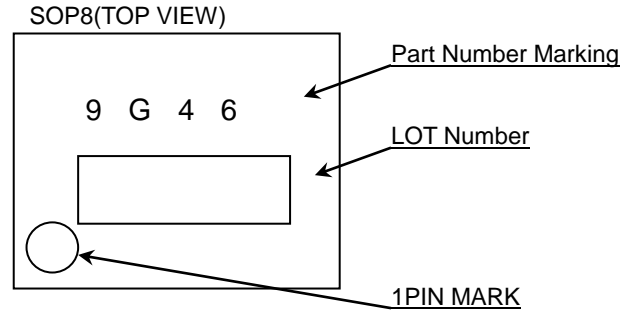 SOP8(TOP VIEW)
Part Number Marking
9 G 4 6
LOT Number
1PIN MARK